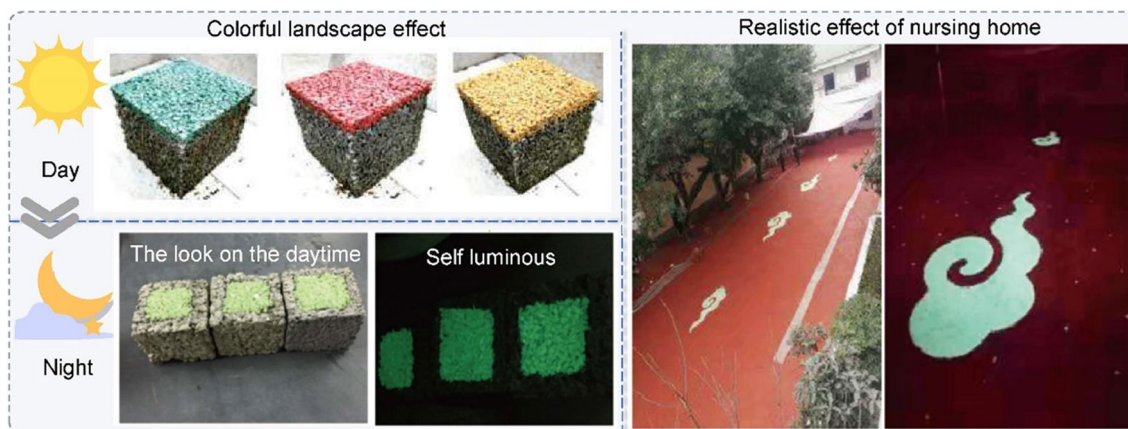 Colorful landscape effect
Day
The look on the daytime
Self luminous
Night
Realistic effect of nursing home